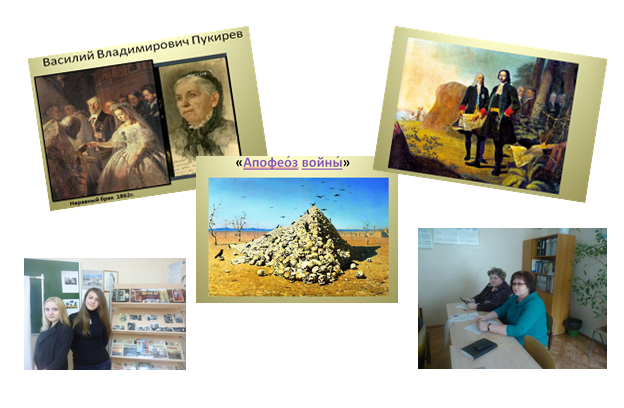 Василий Владимирович Пукирев
Неравный брак 1862г.
«Апофео́з войны́»